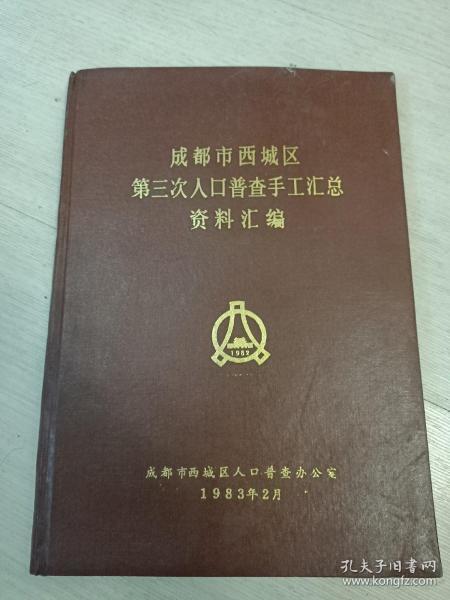 成都市西城区
第三次人口普查手工汇总
资料汇编
1982
成都市西城区人口普查办公室
1983年2月
孔夫子旧书网
www.kongfz.com